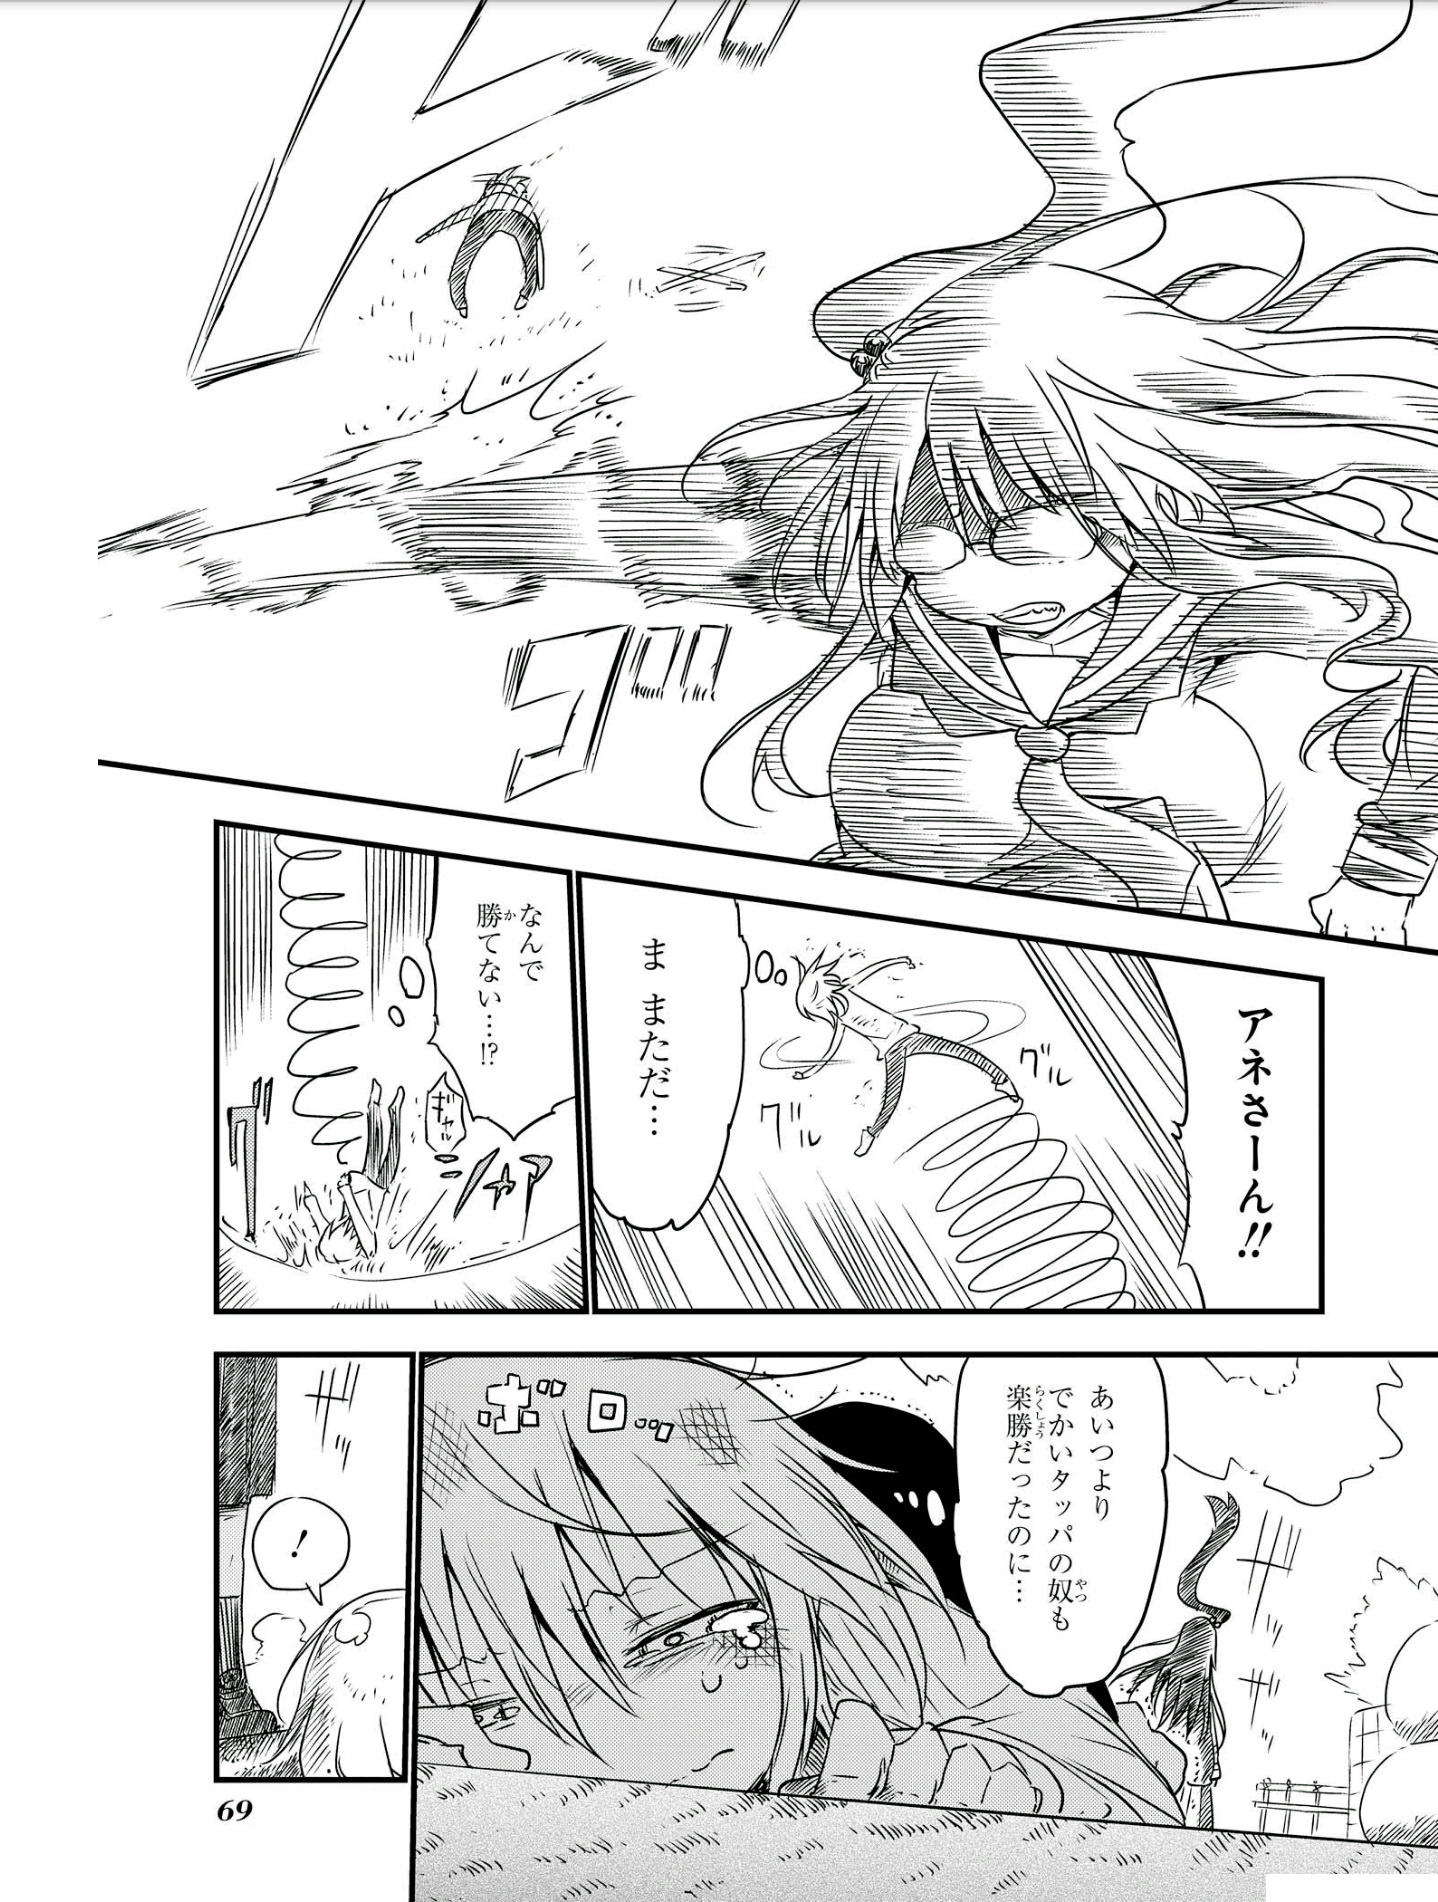 ゴッ
アネさーん!!
グル
グル
ま まただ…
なんで
勝てない…!?
ギャル
シャア
あいつより
でかいタッパの奴も
楽勝だったのに…
ボロッ
!
69